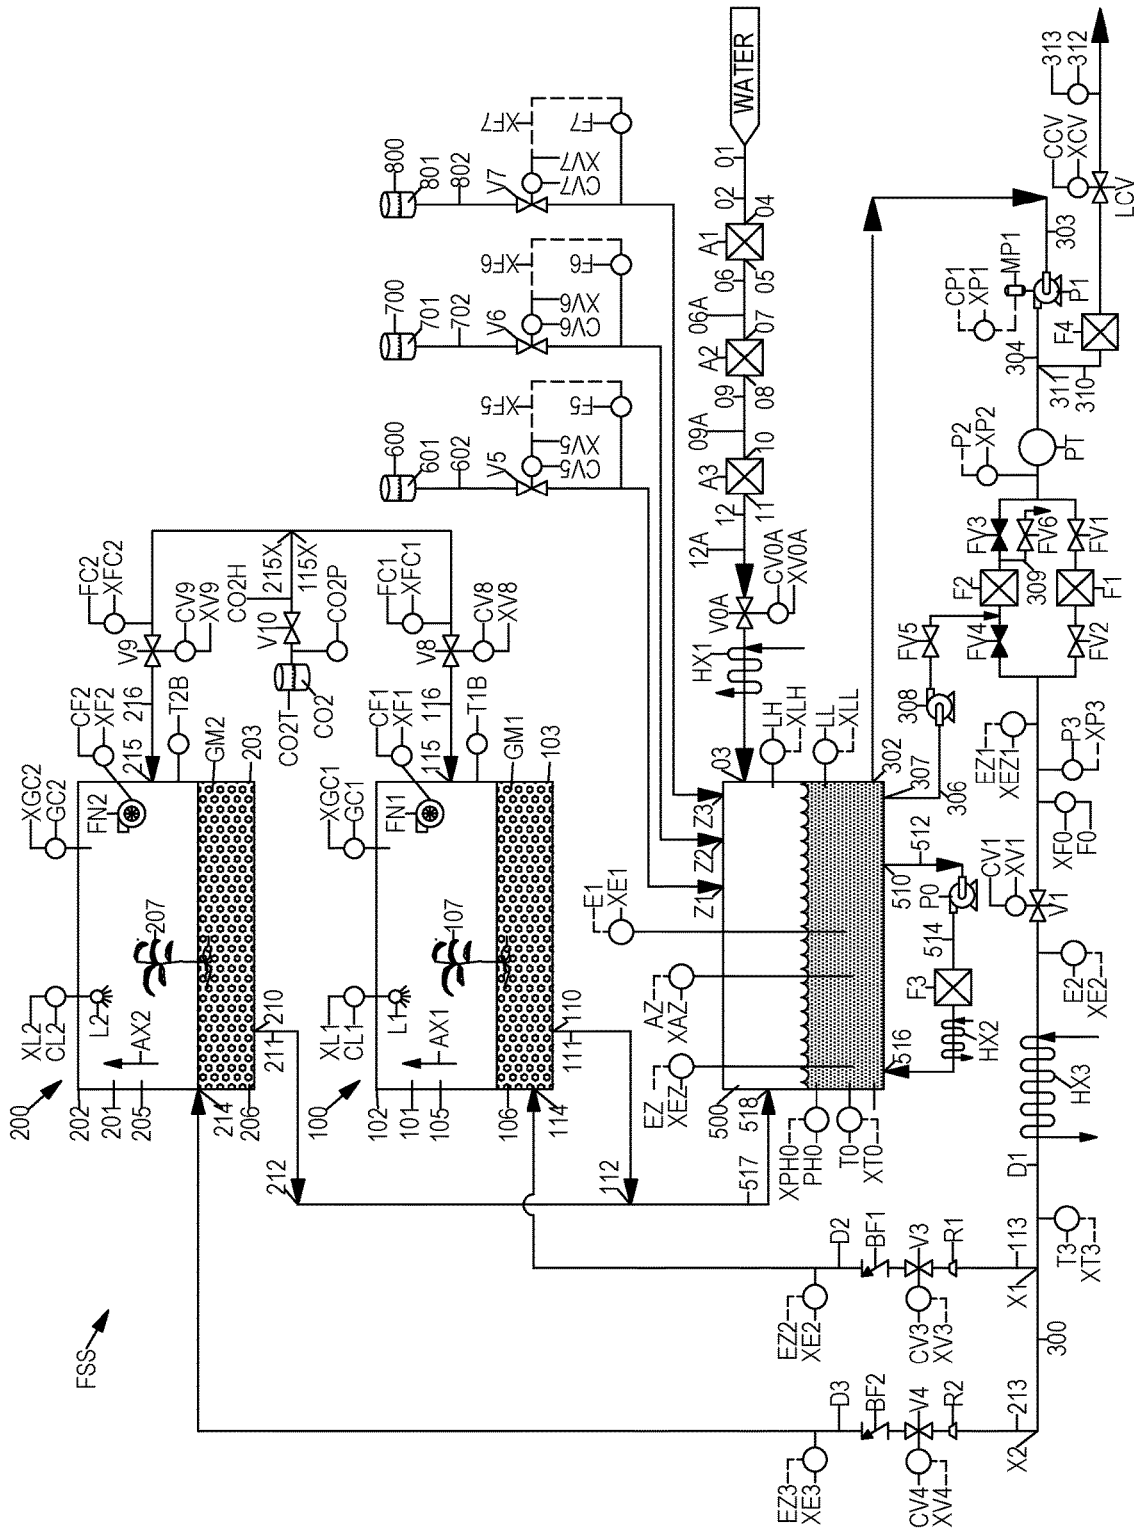 FSS
200
202
201
205
214
206
XL2
CL2
L2
AX2
211
210
212
207
XGC2
GC2
FN2
CF2
XF2
215
216
T2B
GM2
203
V9
FC2
XFC2
CV9
XV9
CO2H
215X
115X
V10
CO2P
CO2T
CO2
100
102
101
105
106
114
XL1
CL1
L1
AX1
111
110
112
107
XGC1
GC1
FN1
CF1
XF1
115
116
T1B
GM1
103
V8
FC1
XFC1
CV8
XV8
600
601
602
V5
XF5
XV5
CV5
F5
700
701
702
V6
XF6
XV6
CV6
F6
800
801
802
V7
XF7
XV7
CV7
F7
WATER
01
02
04
A1
05
06
06A
07
A2
08
09
09A
10
A3
11
12
12A
V0A
CV0A
XV0A
HX1
03
Z3
Z2
Z1
E1
XE1
AZ
XAZ
EZ
XEZ
500
518
517
XPH0
PH0
T0
XT0
LH
XLH
LL
XLL
302
307
306
308
510
512
P0
514
F3
HX2
516
303
MP1
CP1
XP1
P1
304
311
310
F4
LCV
CCV
XCV
313
312
PT
P2
XP2
FV3
FV6
FV1
F2
309
F1
FV5
FV4
FV2
EZ1
XEZ1
P3
XP3
XF0
F0
CV1
XV1
V1
E2
XE2
HX3
D1
T3
XT3
113
X1
R1
V3
BF1
D2
EZ2
XE2
CV3
XV3
300
213
X2
R2
V4
BF2
D3
EZ3
XE3
CV4
XV4